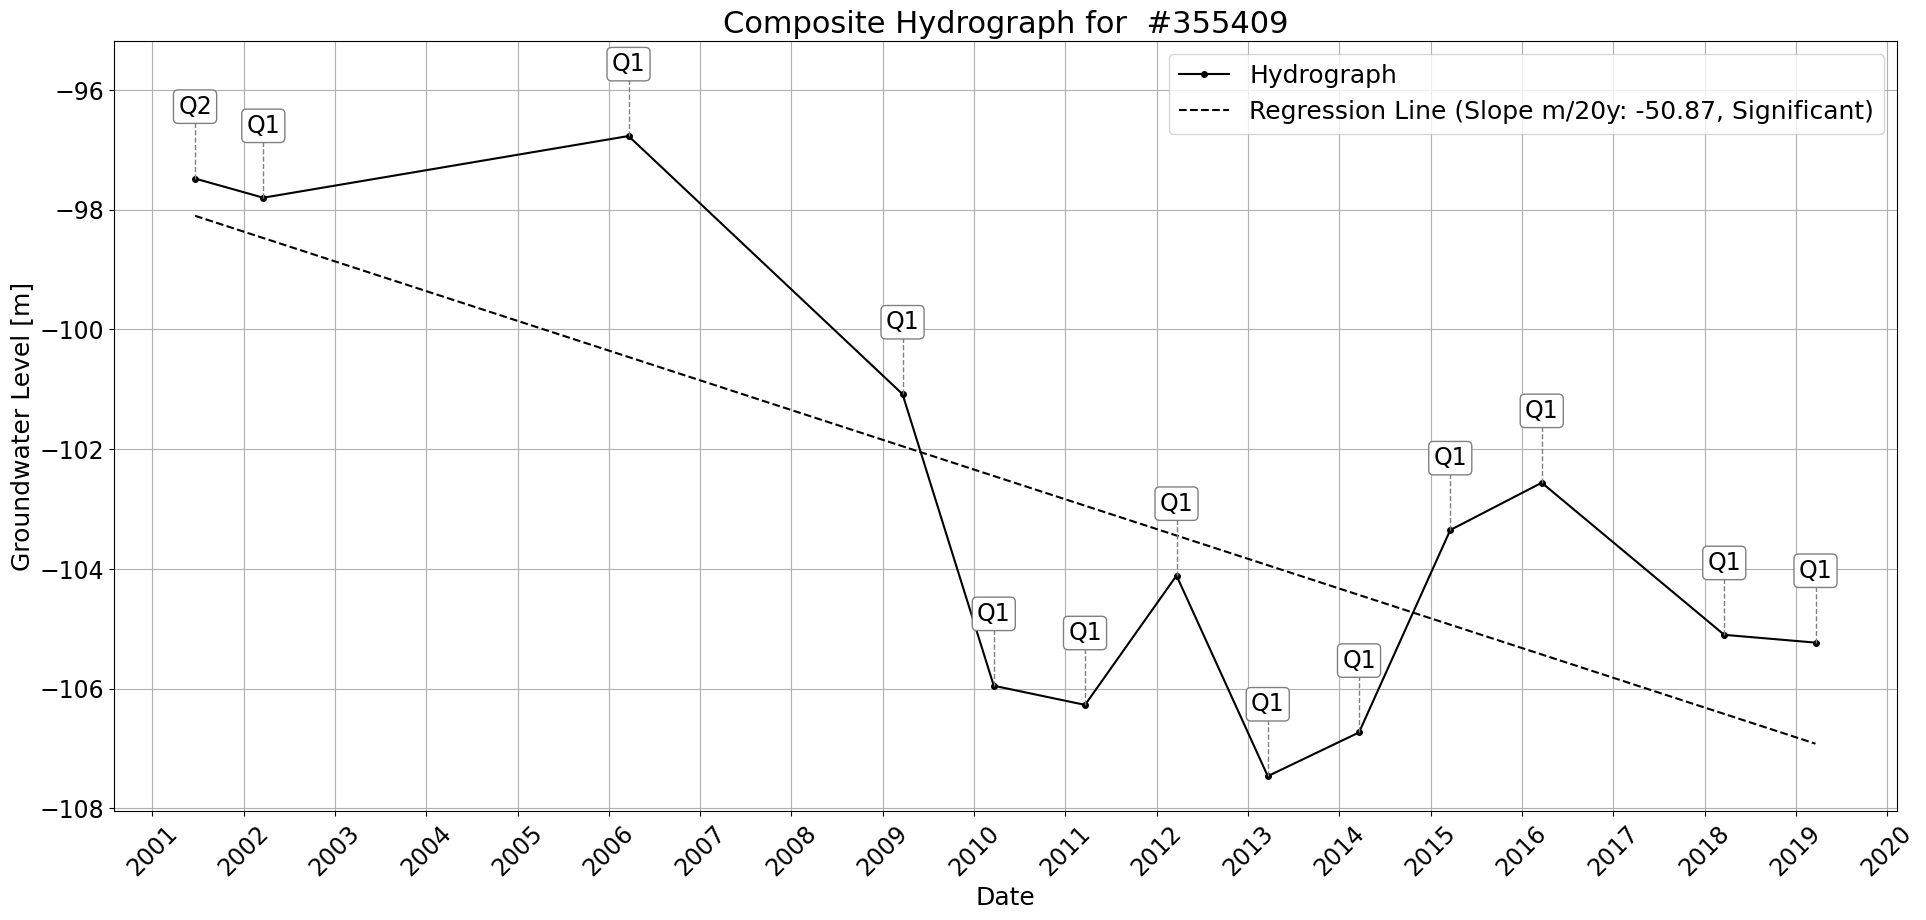 Composite Hydrograph for  #355409
Hydrograph
Regression Line (Slope m/20y: -50.87, Significant)
Groundwater Level [m]
−96
−98
−100
−102
−104
−106
−108
Q2
Q1
Q1
Q1
Q1
Q1
Q1
Q1
Q1
Q1
Q1
Q1
Q1
2001
2002
2003
2004
2005
2006
2007
2008
2009
2010
2011
2012
2013
2014
2015
2016
2017
2018
2019
2020
Date